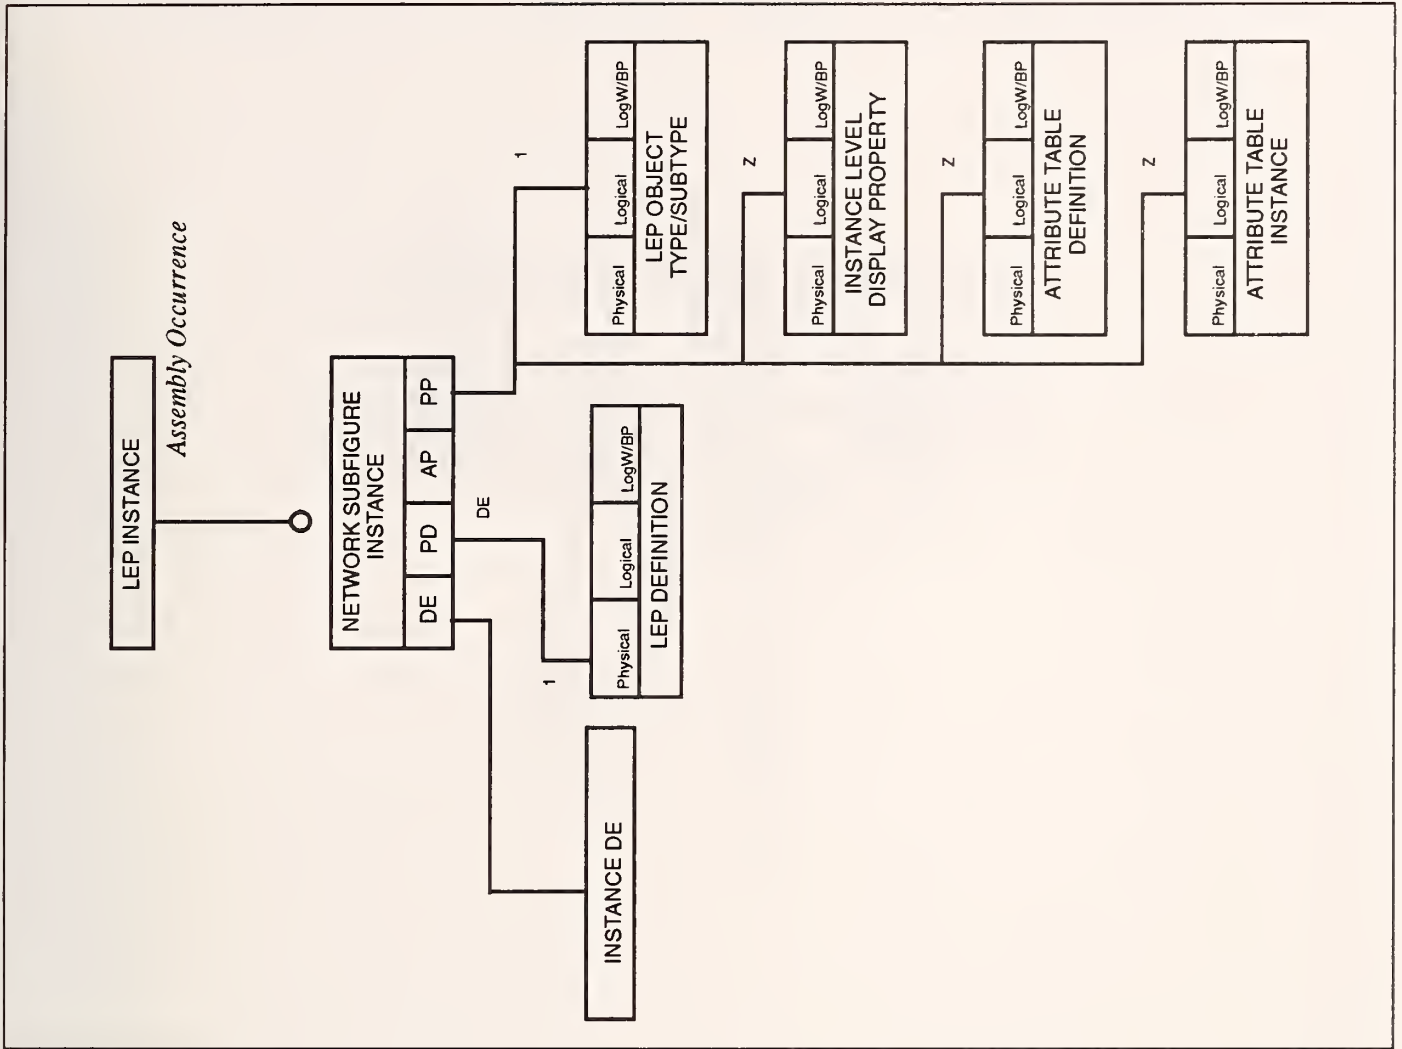 LEP INSTANCE
Assembly Occurrence
NETWORK SUBFIGURE
INSTANCE
DE PD AP PP
DE
1
1
INSTANCE DE
Physical Logical LogW/BP
LEP DEFINITION
Physical Logical LogW/BP
LEP OBJECT
TYPE/SUBTYPE
Z
Physical Logical LogW/BP
INSTANCE LEVEL
DISPLAY PROPERTY
Z
Physical Logical LogW/BP
ATTRIBUTE TABLE
DEFINITION
Z
Physical Logical LogW/BP
ATTRIBUTE TABLE
INSTANCE